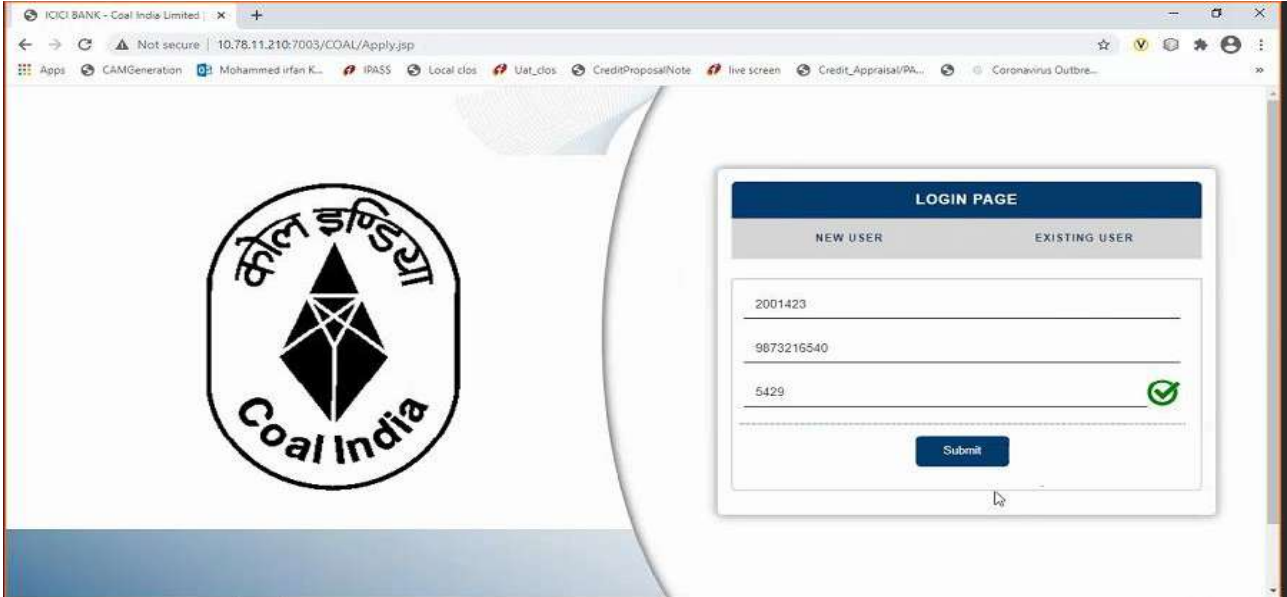 ICICI BANK - Coal India Limited |
Not secure | 10.78.11.210:7003/COAL/Apply.jsp
Apps CAMGeneration Mohammed irfan K... IPASS Local clos Uat_clos CreditProposalNote live screen Credit_Appraisal/PA... Coronavirus Outbre...
कोल इण्डिया
Coal India
LOGIN PAGE
NEW USER EXISTING USER
2001423
9873216540
5429
Submit